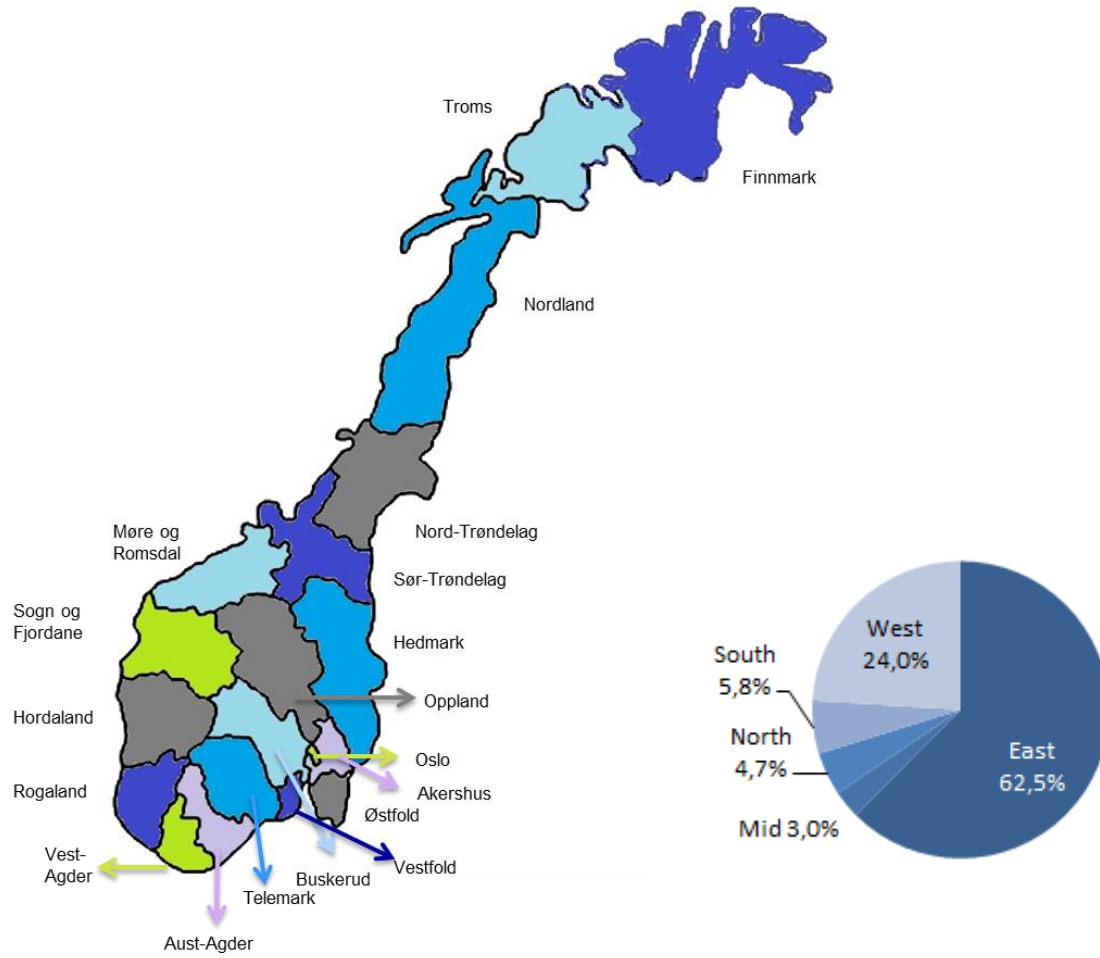 Troms
Finnmark
Nordland
Nord-Trøndelag
Møre og
Romsdal
Sør-Trøndelag
Sogn og
Fjordane
Hedmark
Oppland
Hordaland
Oslo
Akershus
Rogaland
Østfold
Vest-
Agder
Vestfold
Buskerud
Telemark
Aust-Agder
West
24,0%
South
5,8%
North
4,7%
East
62,5%
Mid 3,0%